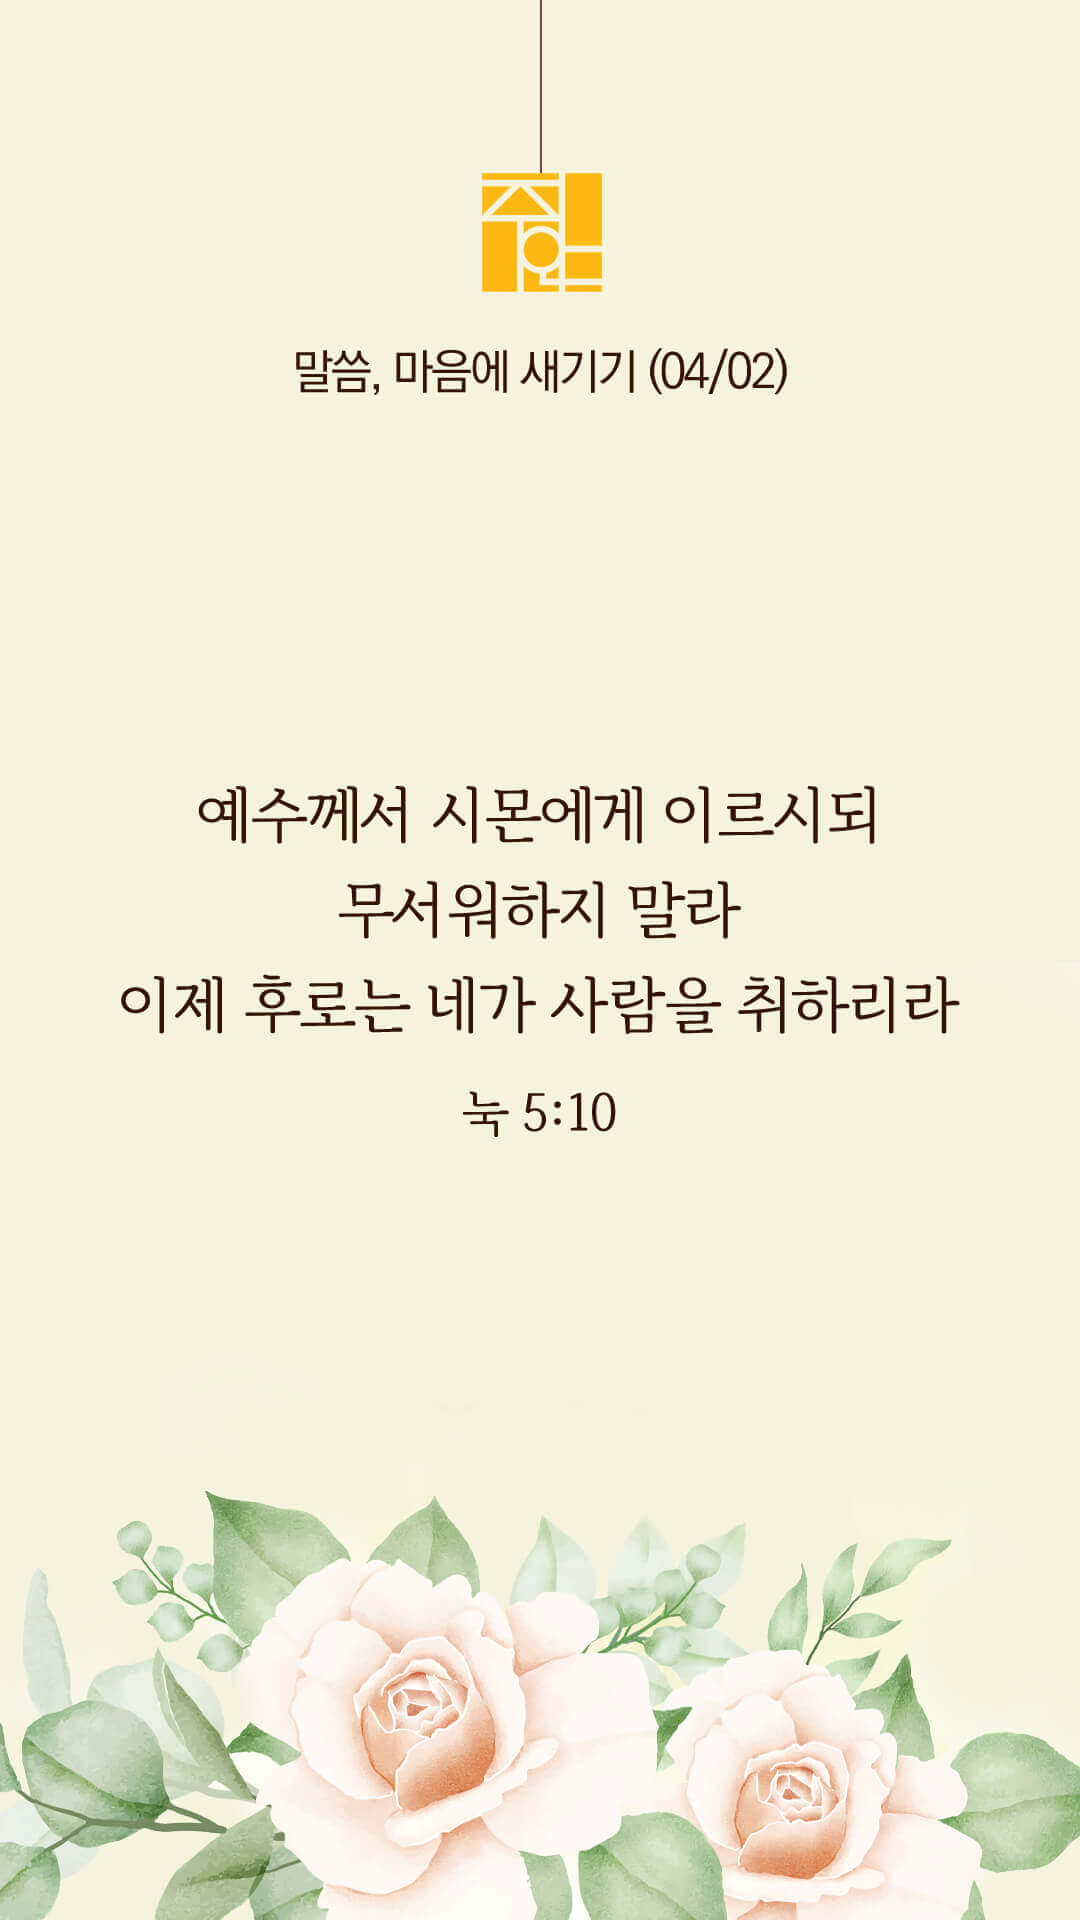 주인
말씀, 마음에 새기기 (04/02)
예수께서 시몬에게 이르시되
무서워하지 말라
이제 후로는 네가 사람을 취하리라
눅 5:10